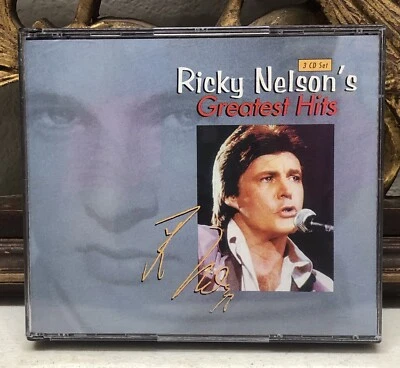 3 CD Set
Ricky Nelson's
Greatest Hits